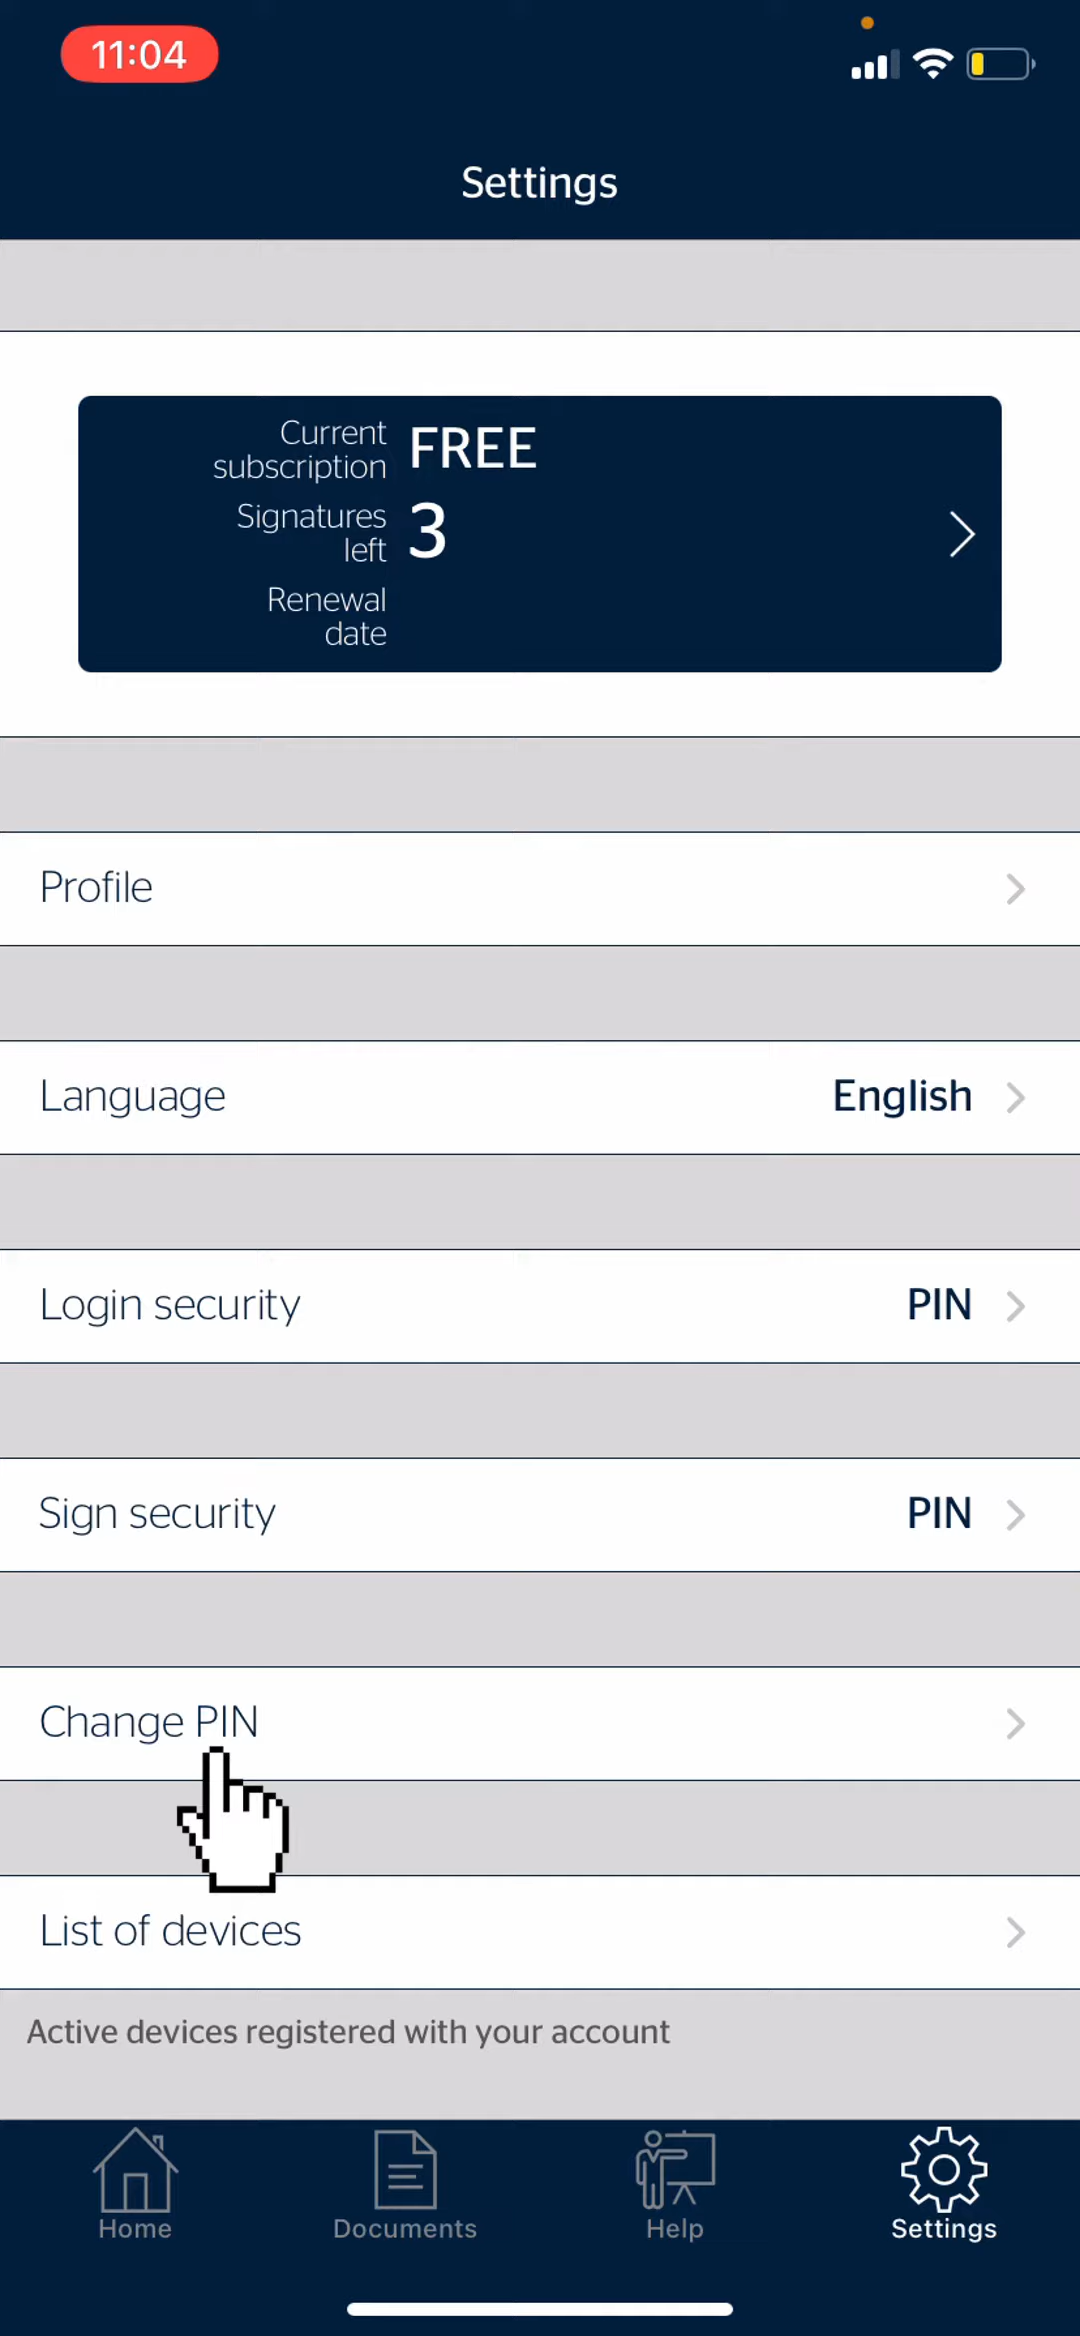 11:04
Settings
Current
subscription
FREE
Signatures
left
3
Renewal
date
Profile
Language English
Login security PIN
Sign security PIN
Change PIN
List of devices
Active devices registered with your account
Home Documents Help Settings